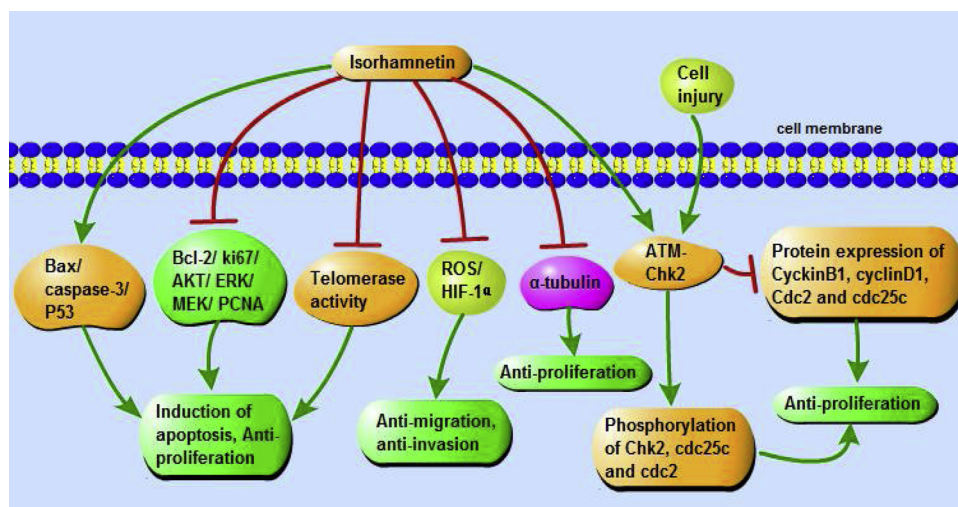 Isorhamnetin
Cell
injury
cell membrane
Bax/
caspase-3/
P53
Bcl-2/ ki67/
AKT/ ERK/
MEK/ PCNA
Telomerase
activity
ROS/
HIF-1α
α-tubulin
ATM-
Chk2
Protein expression of
CyckinB1, cyclinD1,
Cdc2 and cdc25c
Induction of
apoptosis, Anti-
proliferation
Anti-migration,
anti-invasion
Anti-proliferation
Phosphorylation
of Chk2, cdc25c
and cdc2
Anti-proliferation